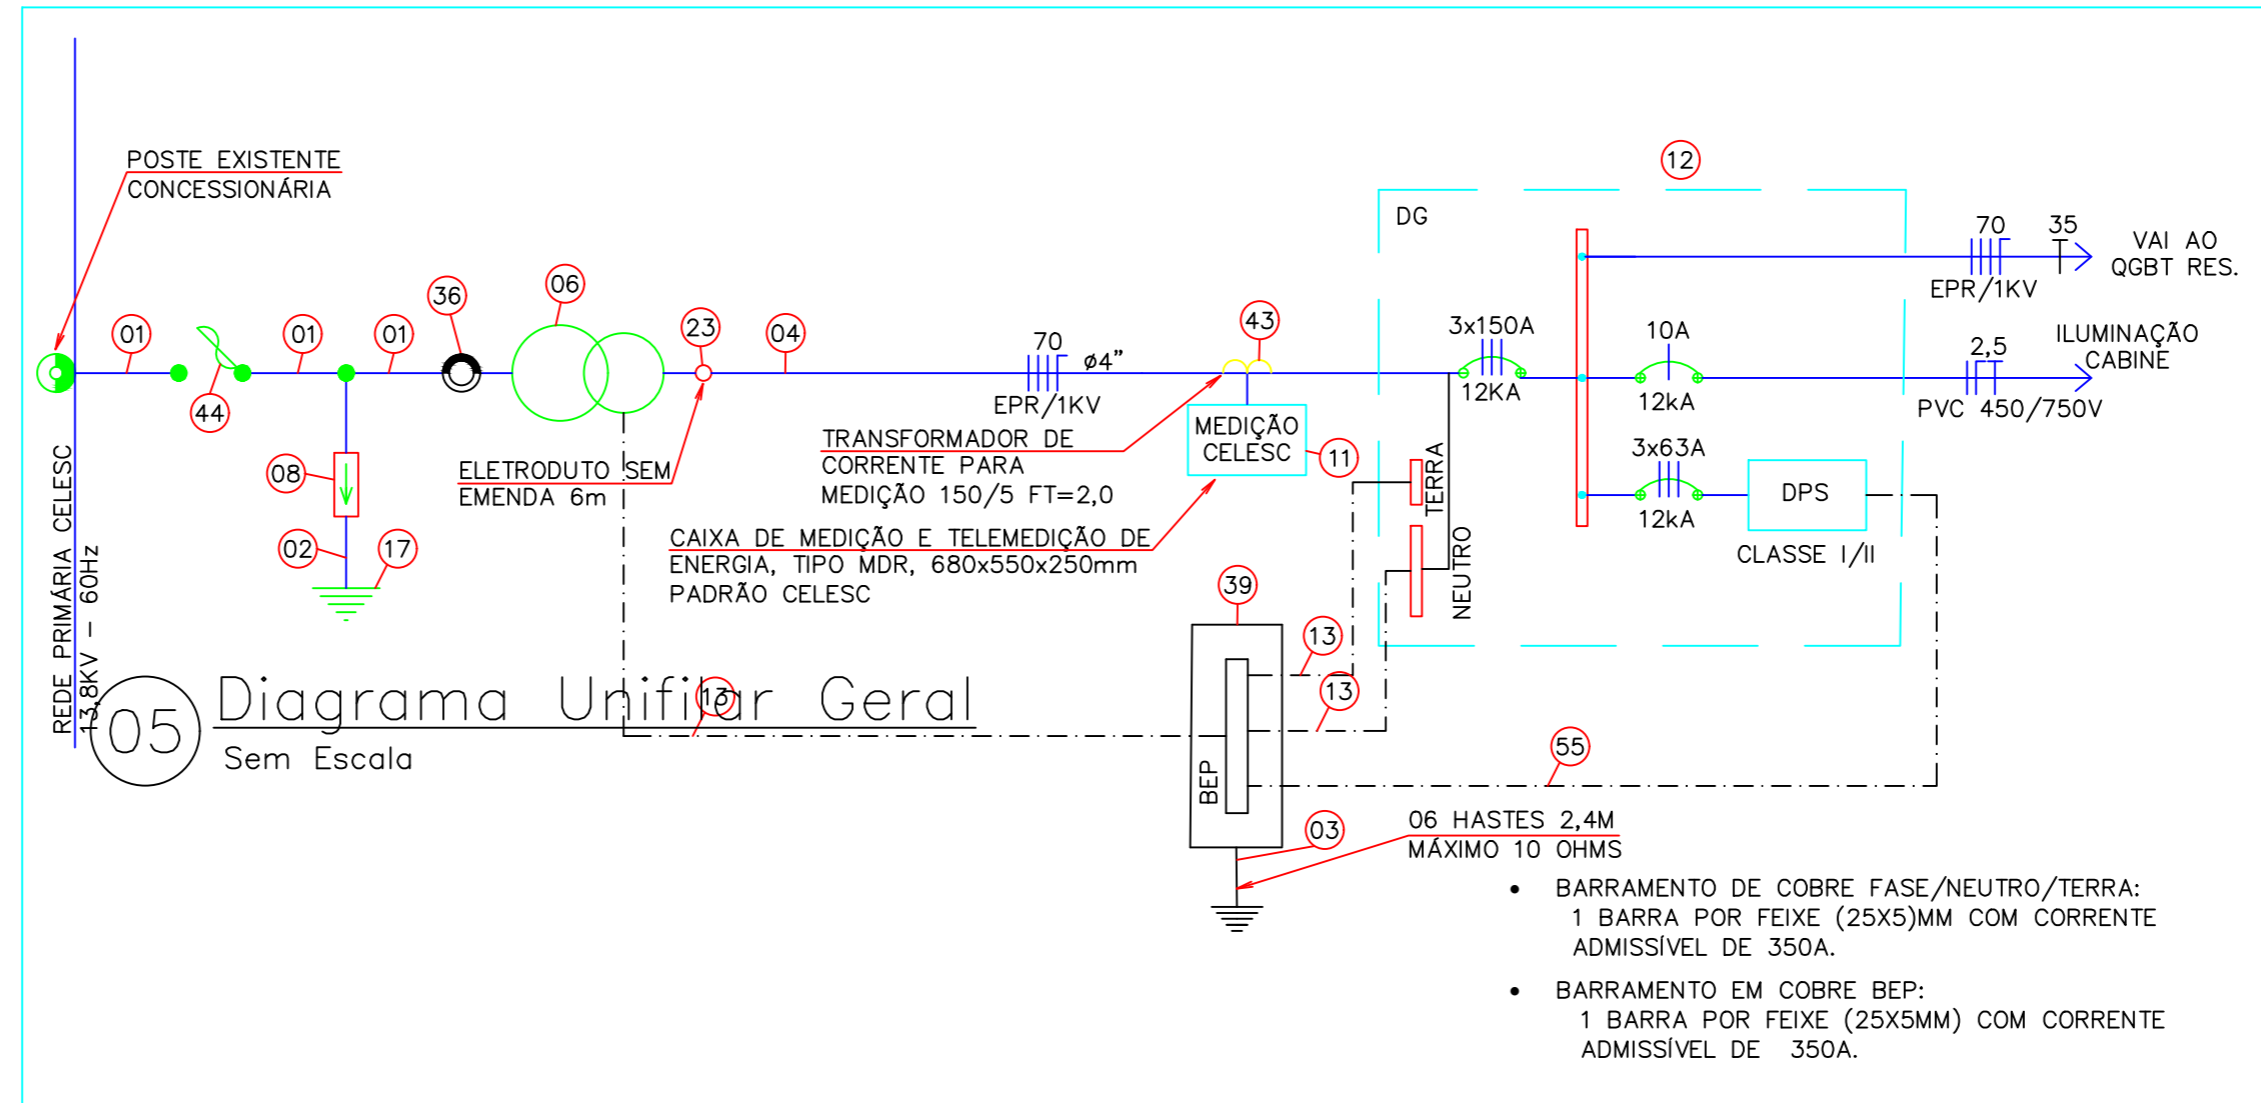 POSTE EXISTENTE
CONCESSIONÁRIA
REDE PRIMÁRIA CELESC
13,8KV – 60Hz
01
44
01
01
08
02
17
36
06
23
04
ELETRODUTO SEM
EMENDA 6m
70
ø4"
EPR/1KV
43
TRANSFORMADOR DE
CORRENTE PARA
MEDIÇÃO 150/5 FT=2,0
MEDIÇÃO
CELESC
11
CAIXA DE MEDIÇÃO E TELEMEDIÇÃO DE
ENERGIA, TIPO MDR, 680x550x250mm
PADRÃO CELESC
12
DG
3x150A
12KA
TERRA
NEUTRO
10A
12kA
3x63A
12kA
DPS
CLASSE I/II
70
35
EPR/1KV
VAI AO
QGBT RES.
2,5
PVC 450/750V
ILUMINAÇÃO
CABINE
39
BEP
13
13
13
55
03
06 HASTES 2,4M
MÁXIMO 10 OHMS
05
Diagrama Unifilar Geral
Sem Escala
• BARRAMENTO DE COBRE FASE/NEUTRO/TERRA:
1 BARRA POR FEIXE (25X5)MM COM CORRENTE
ADMISSÍVEL DE 350A.
• BARRAMENTO EM COBRE BEP:
1 BARRA POR FEIXE (25X5MM) COM CORRENTE
ADMISSÍVEL DE 350A.